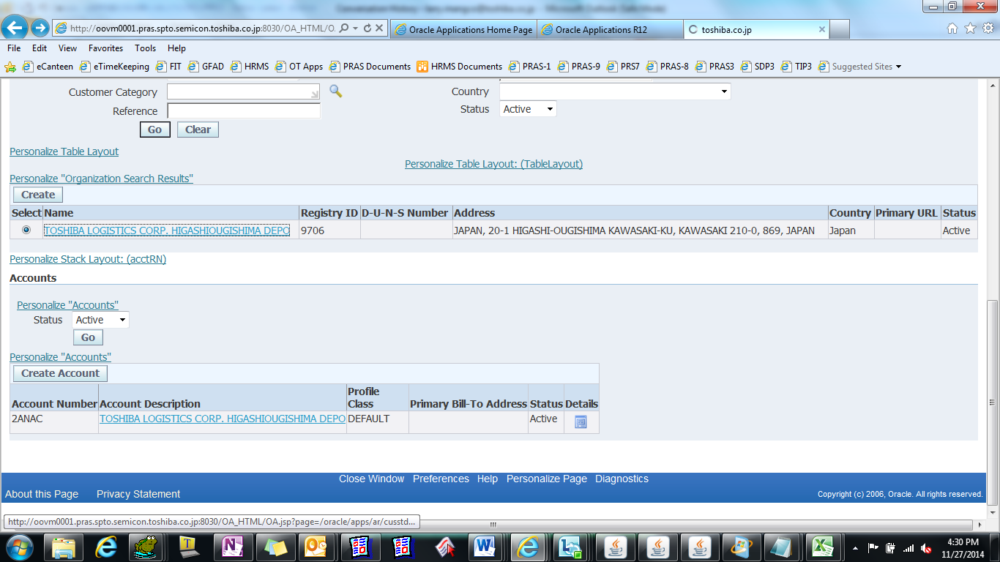 http://oovm0001.pras.spto.semicon.toshiba.co.jp:8030/OA_HTML/O. Oracle Applications Home Page Oracle Applications R12 toshiba.co.jp
File Edit View Favorites Tools Help
eCanteen eTimeKeeping FIT GFAD HRMS OT Apps PRAS Documents HRMS Documents PRAS-1 PRAS-9 PRS7 PRAS-8 PRAS3 SDP3 TIP3 Suggested Sites
Customer Category Country
Reference Status Active
Go Clear
Personalize Table Layout
Personalize Table Layout: (TableLayout)
Personalize "Organization Search Results"
Create
Select Name Registry ID D-U-N-S Number Address Country Primary URL Status
TOSHIBA LOGISTICS CORP. HIGASHIOUGISHIMA DEPO 9706 JAPAN, 20-1 HIGASHI-OUGISHIMA KAWASAKI-KU, KAWASAKI 210-0, 869, JAPAN Japan Active
Personalize Stack Layout: (acctRN)
Accounts
Personalize "Accounts"
Status Active
Go
Personalize "Accounts"
Create Account
Account Number Account Description Profile Class Primary Bill-To Address Status Details
2ANAC TOSHIBA LOGISTICS CORP. HIGASHIOUGISHIMA DEPO DEFAULT Active
Close Window Preferences Help Personalize Page Diagnostics
About this Page Privacy Statement Copyright (c) 2006, Oracle. All rights reserved.
http://oovm0001.pras.spto.semicon.toshiba.co.jp:8030/OA_HTML/OA.jsp?page=/oracle/apps/ar/cusstd...
4:30 PM
11/27/2014